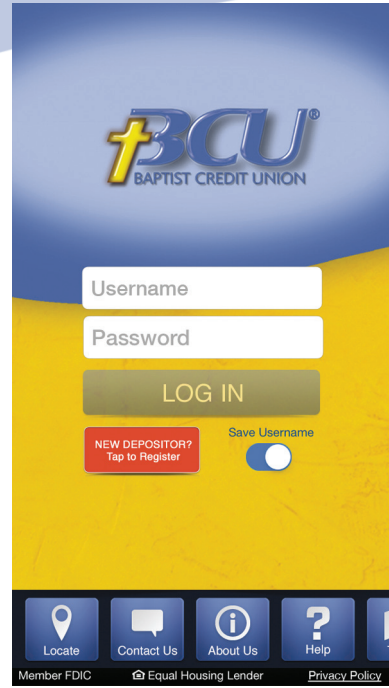 BCU®
BAPTIST CREDIT UNION
Username
Password
LOG IN
NEW DEPOSITOR?
Tap to Register
Save Username
Locate
Contact Us
About Us
Help
Member FDIC
Equal Housing Lender
Privacy Policy